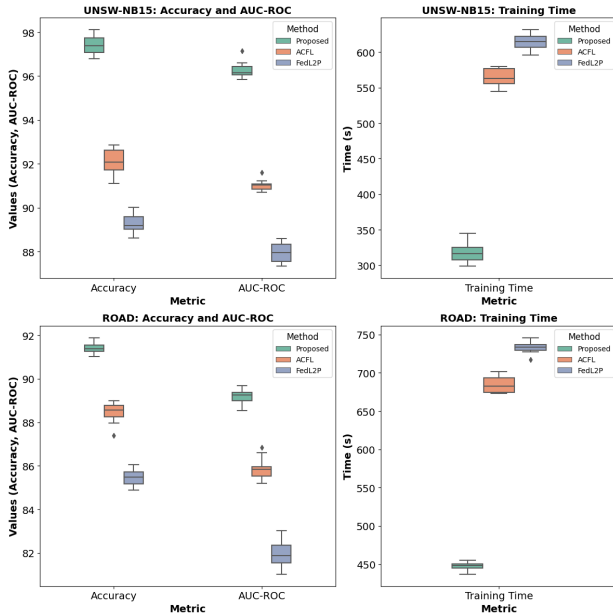 UNSW-NB15: Accuracy and AUC-ROC
Values (Accuracy, AUC-ROC)
98
96
94
92
90
88
Method
Proposed
ACFL
FedL2P
Accuracy
AUC-ROC
Metric
UNSW-NB15: Training Time
Time (s)
600
550
500
450
400
350
300
Method
Proposed
ACFL
FedL2P
Training Time
Metric
ROAD: Accuracy and AUC-ROC
Values (Accuracy, AUC-ROC)
92
90
88
86
84
82
Method
Proposed
ACFL
FedL2P
Accuracy
AUC-ROC
Metric
ROAD: Training Time
Time (s)
750
700
650
600
550
500
450
Method
Proposed
ACFL
FedL2P
Training Time
Metric